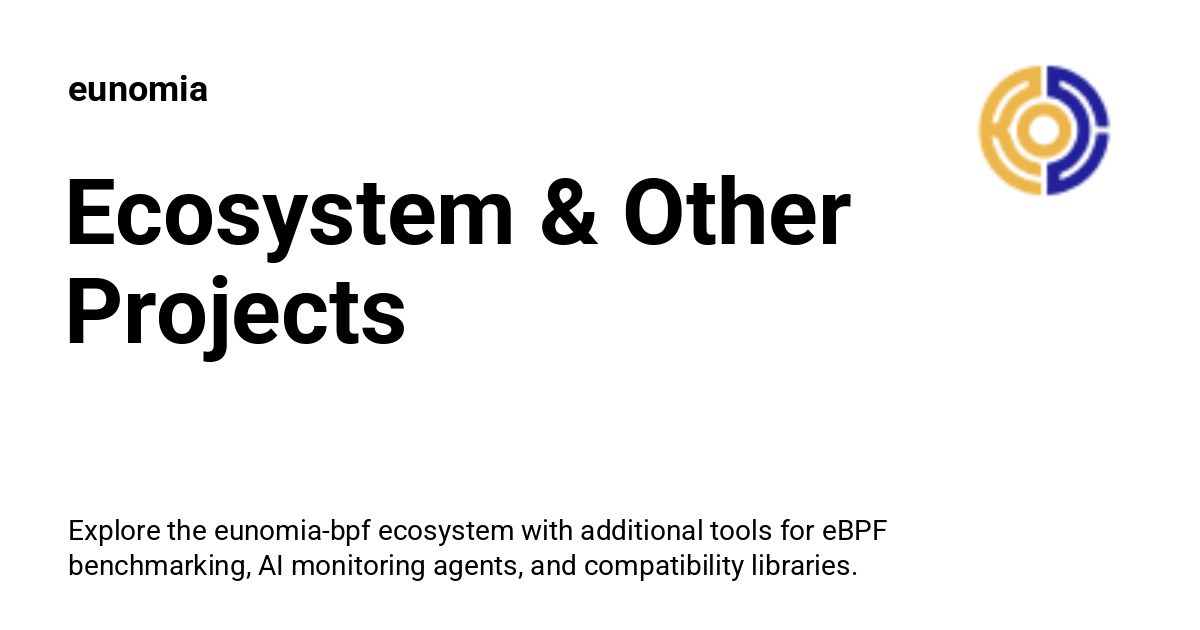 eunomia
Ecosystem & Other
Projects
Explore the eunomia-bpf ecosystem with additional tools for eBPF
benchmarking, AI monitoring agents, and compatibility libraries.